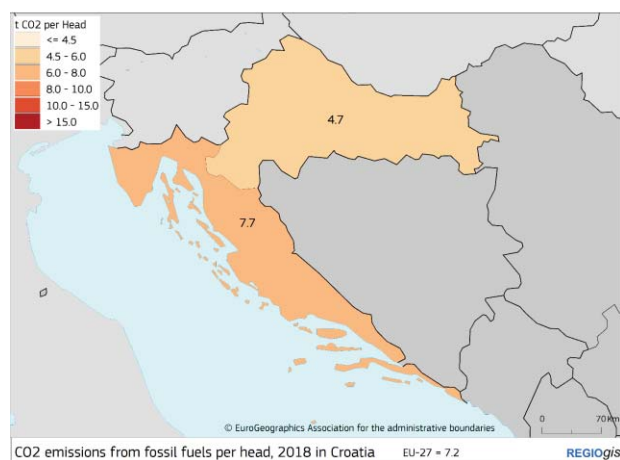 t CO2 per Head
<= 4.5
4.5 - 6.0
6.0 - 8.0
8.0 - 10.0
10.0 - 15.0
> 15.0
4.7
7.7
© EuroGeographics Association for the administrative boundaries
0 70 Km
CO2 emissions from fossil fuels per head, 2018 in Croatia EU-27 = 7.2 REGIOgis